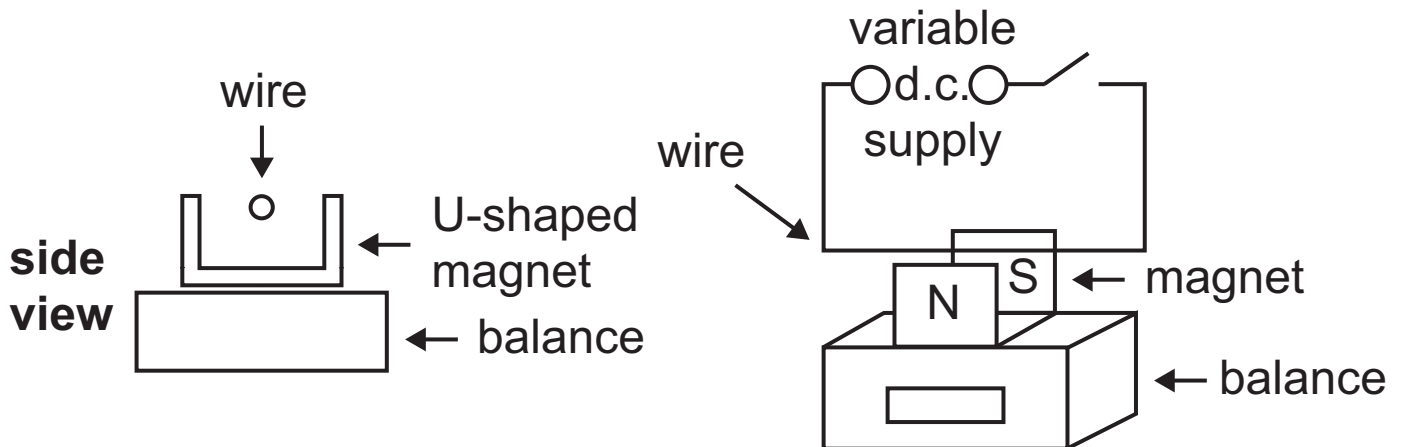 wire
U-shaped
magnet
side
view
balance
variable
d.c.
supply
wire
S
N
magnet
balance